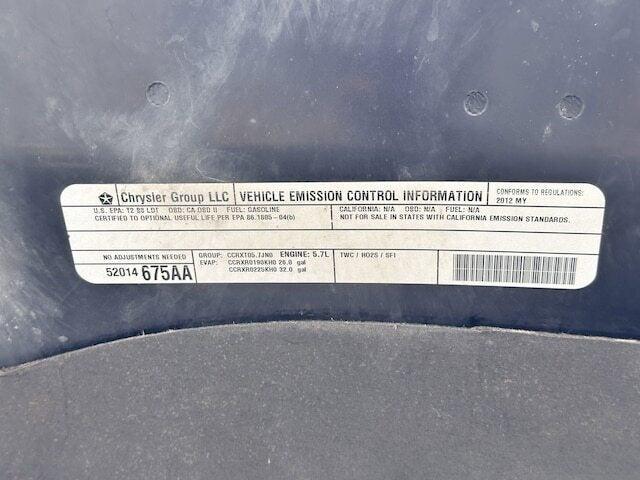 Chrysler Group LLC VEHICLE EMISSION CONTROL INFORMATION CONFORMS TO REGULATIONS:
2012 MY
U.S. EPA: T2 B8 LDT OBD: CA OBD II FUEL: GASOLINE
CERTIFIED TO OPTIONAL USEFUL LIFE PER EPA 86.1805-04(b)
CALIFORNIA: N/A OBD: N/A FUEL: N/A
NOT FOR SALE IN STATES WITH CALIFORNIA EMISSION STANDARDS.
NO ADJUSTMENTS NEEDED
52014 675AA
GROUP: CCRXT05.7JN0 ENGINE: 5.7L
EVAP: CCRXR0190KH0 26.0 gal
CCRXR0225KH0 32.0 gal
TWC / HO2S / SFI